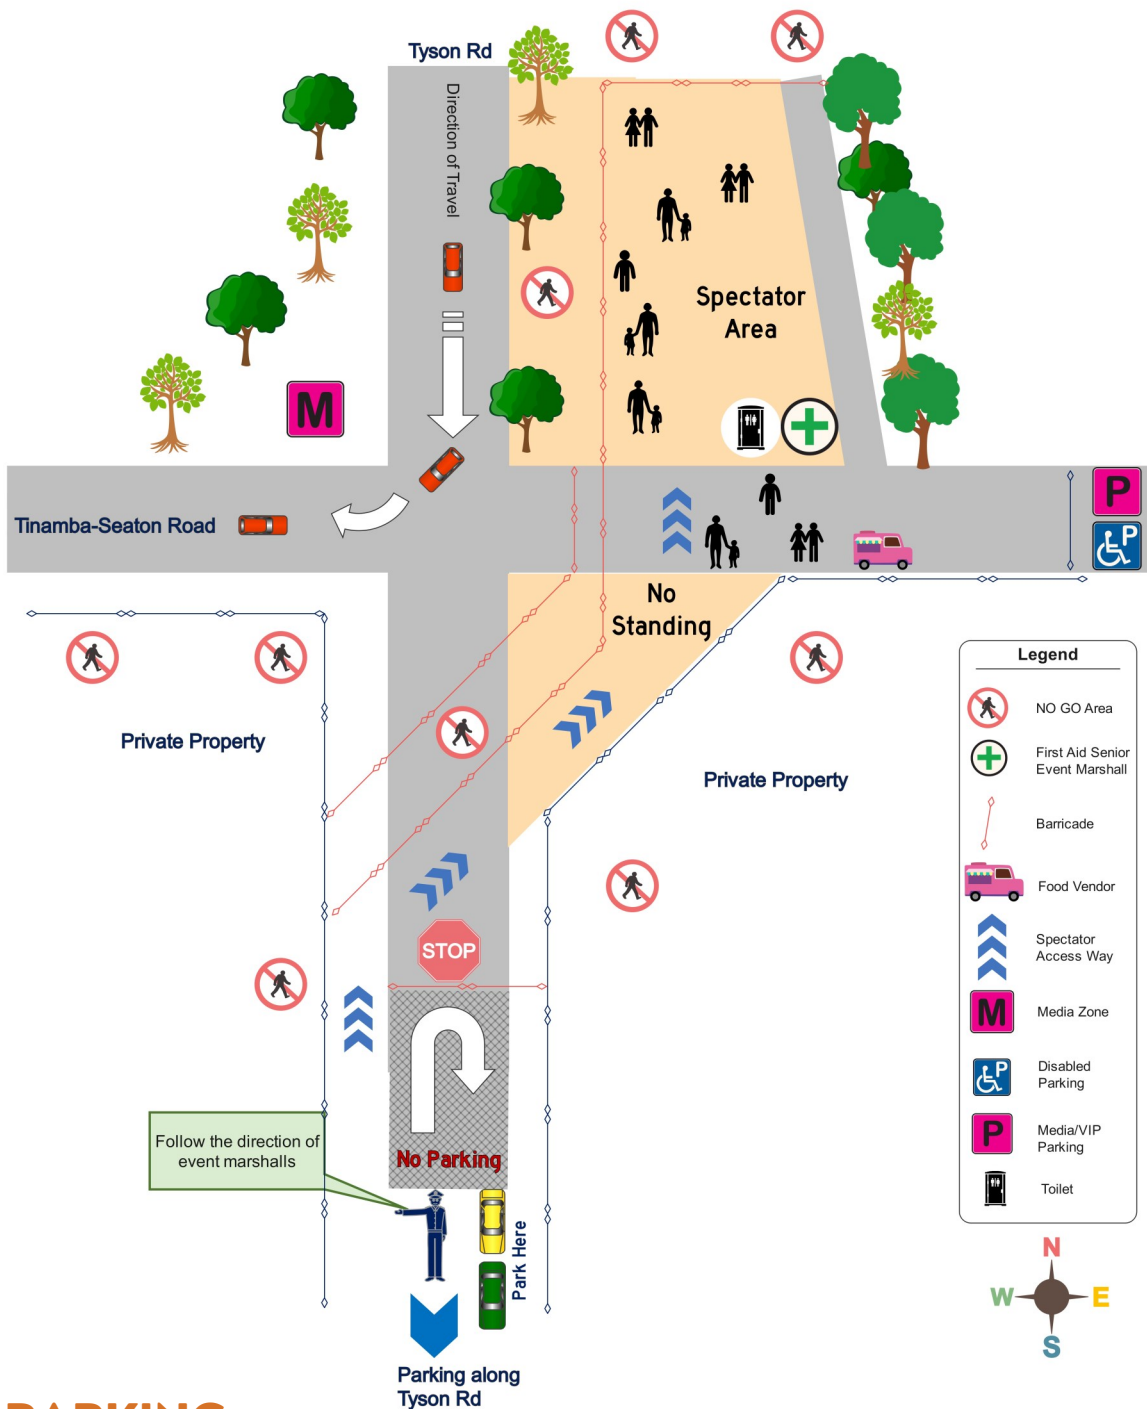 Tyson Rd
Direction of Travel
Spectator
Area
M
Tinamba-Seaton Road
P
P
No
Standing
Private Property
Private Property
STOP
No Parking
Follow the direction of
event marshalls
Park Here
Parking along
Tyson Rd
Legend
NO GO Area
First Aid Senior
Event Marshall
Barricade
Food Vendor
Spectator
Access Way
M
Media Zone
P
Disabled
Parking
P
Media/VIP
Parking
Toilet
N
W
E
S
PARKING